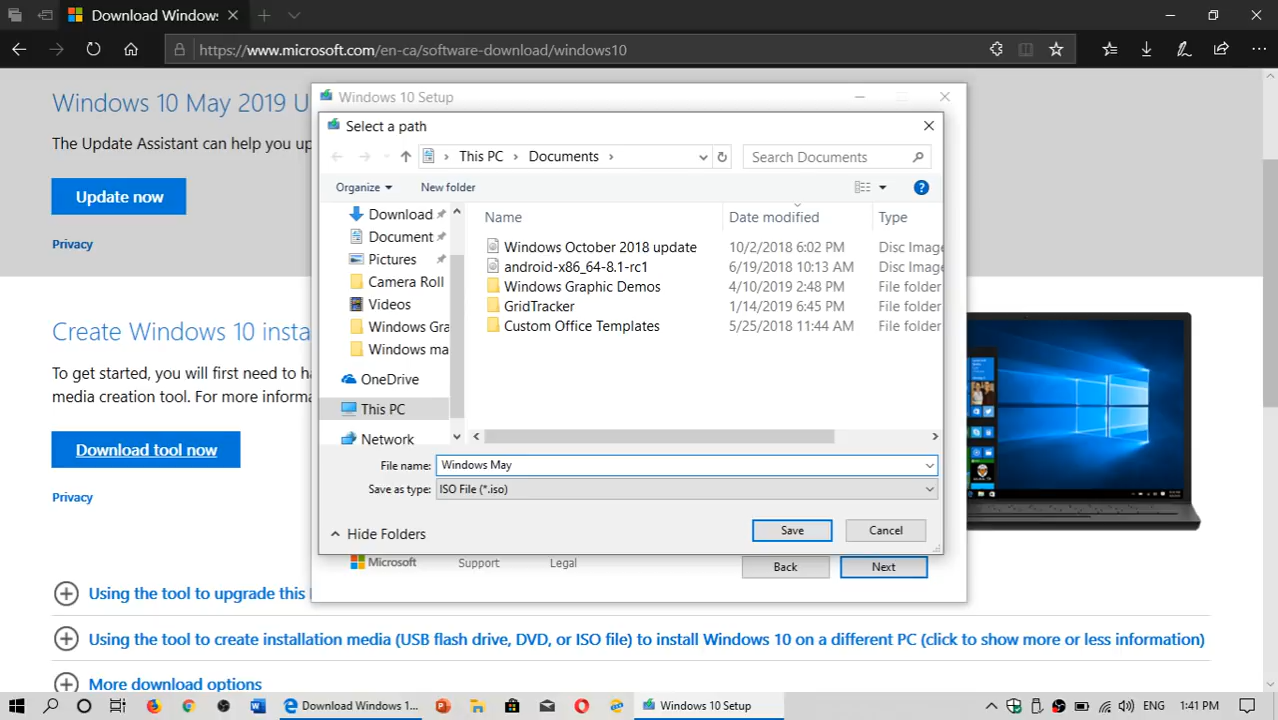 Download Windows
https://www.microsoft.com/en-ca/software-download/windows10
Windows 10 May 2019 U
The Update Assistant can help you up
Update now
Privacy
Create Windows 10 insta
To get started, you will first need to ha
media creation tool. For more informa
Download tool now
Privacy
Windows 10 Setup
Select a path
This PC › Documents ›
Search Documents
Organize
New folder
Name
Date modified
Type
Download
Document
Pictures
Camera Roll
Videos
Windows Gra
Windows ma
OneDrive
This PC
Network
Windows October 2018 update 10/2/2018 6:02 PM Disc Image
android-x86_64-8.1-rc1 6/19/2018 10:13 AM Disc Image
Windows Graphic Demos 4/10/2019 2:48 PM File folder
GridTracker 1/14/2019 6:45 PM File folder
Custom Office Templates 5/25/2018 11:44 AM File folder
File name: Windows May
Save as type: ISO File (*.iso)
Hide Folders
Save
Cancel
Microsoft
Support
Legal
Back
Next
Using the tool to upgrade this
Using the tool to create installation media (USB flash drive, DVD, or ISO file) to install Windows 10 on a different PC (click to show more or less information)
More download options
Download Windows 1...
Windows 10 Setup
ENG
1:41 PM